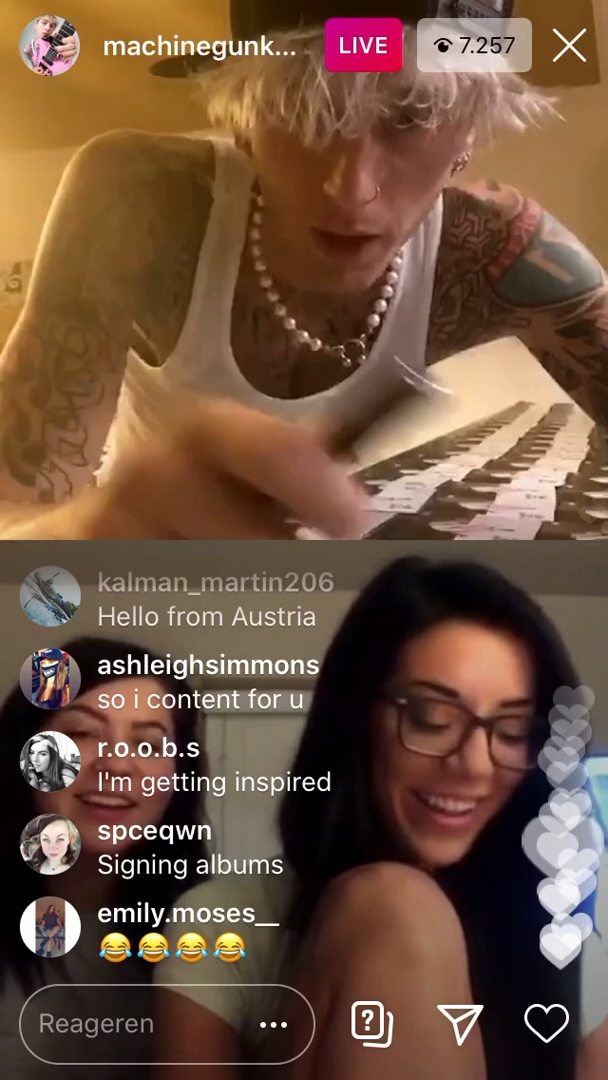 machinegunk...
LIVE
7.257
kalman_martin206
Hello from Austria
ashleighsimmons
so i content for u
r.o.o.b.s
I'm getting inspired
spceqwn
Signing albums
emily.moses__
😂😂😂😂
Reageren